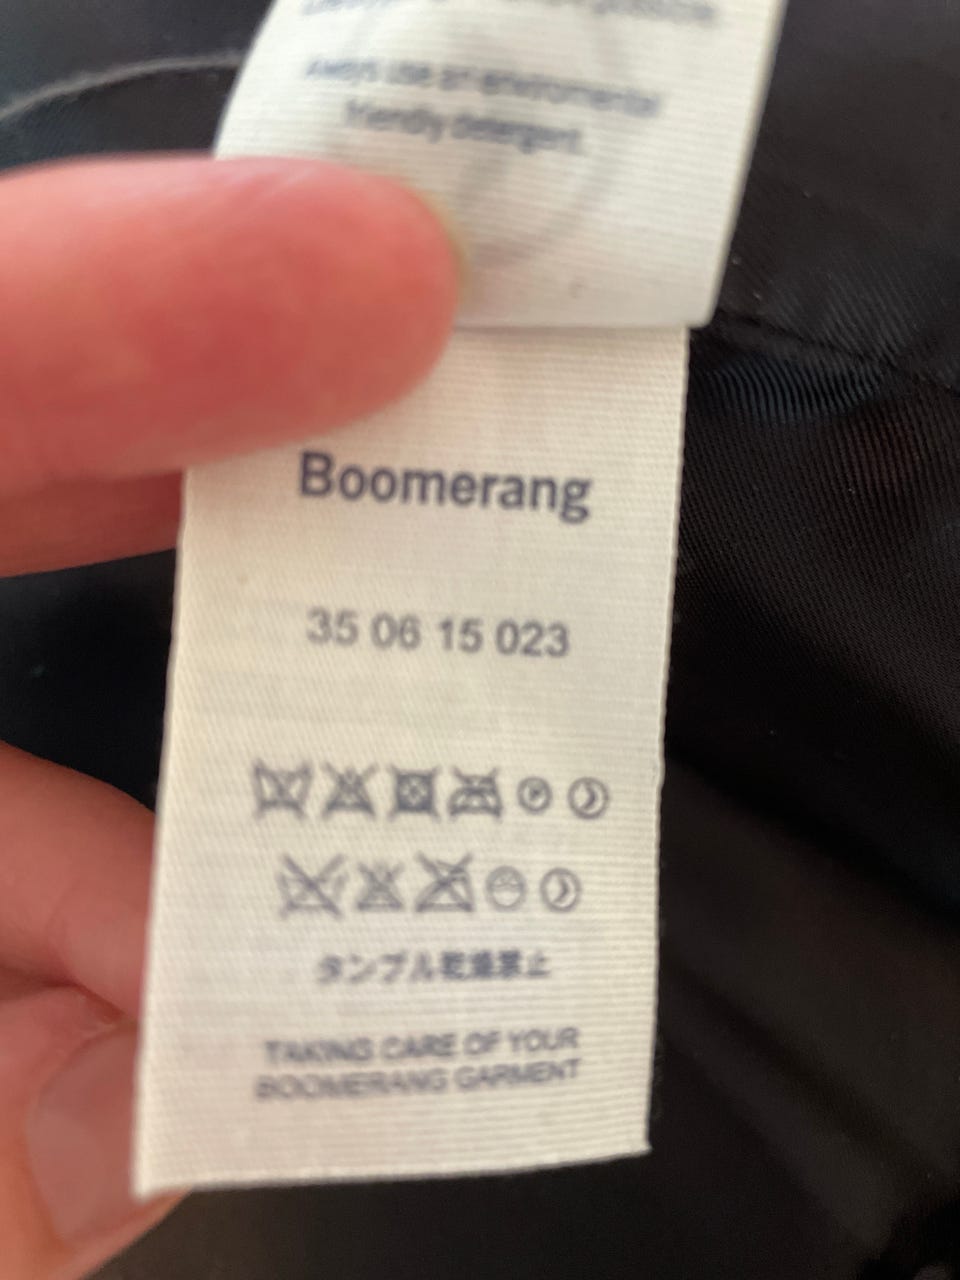 Always use an environmental
friendly detergent.
Boomerang
35 06 15 023
タンブル乾燥禁止
TAKING CARE OF YOUR
BOOMERANG GARMENT